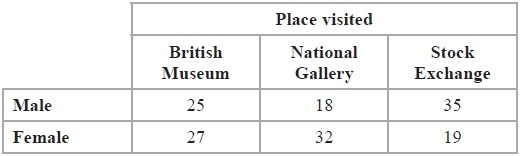 Place visited
British Museum National Gallery Stock Exchange
Male 25 18 35
Female 27 32 19